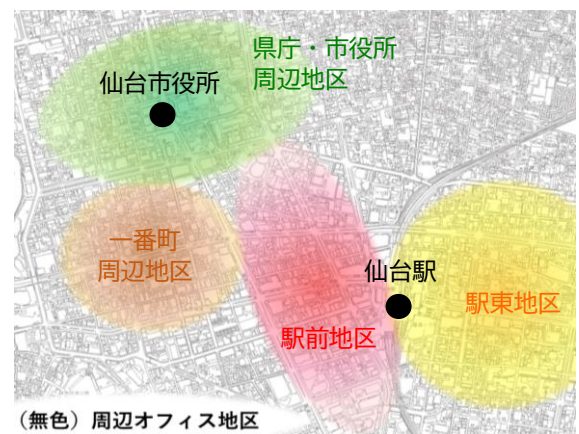 県庁・市役所
周辺地区
仙台市役所
一番町
周辺地区
仙台駅
駅東地区
駅前地区
（無色）周辺オフィス地区